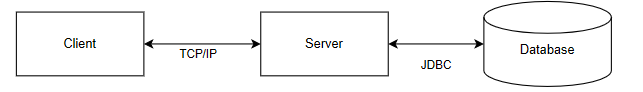 Client
TCP/IP
Server
JDBC
Database